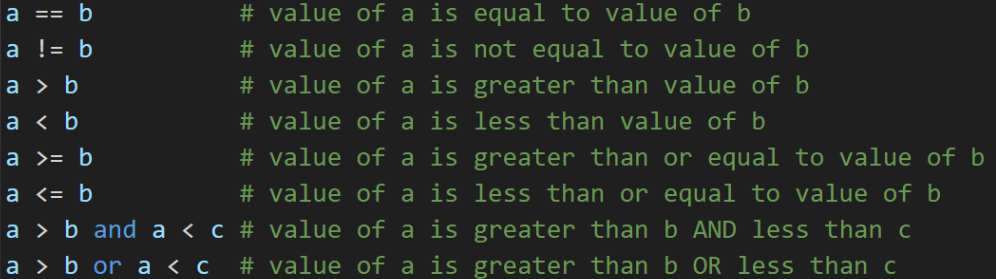 a == b # value of a is equal to value of b
a != b # value of a is not equal to value of b
a > b # value of a is greater than value of b
a < b # value of a is less than value of b
a >= b # value of a is greater than or equal to value of b
a <= b # value of a is less than or equal to value of b
a > b and a < c # value of a is greater than b AND less than c
a > b or a < c # value of a is greater than b OR less than c